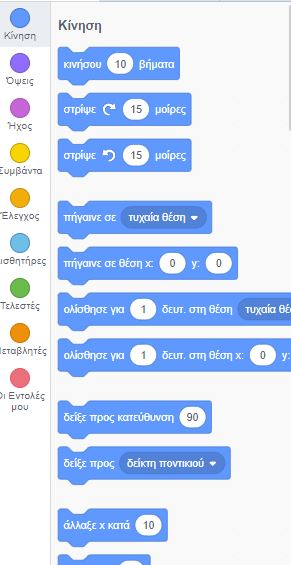 Κίνηση
Όψεις
Ήχος
Συμβάντα
Έλεγχος
ισθητήρες
Τελεστές
Μεταβλητές
Οι Εντολές
μου
Κίνηση
κινήσου 10 βήματα
στρίψε 15 μοίρες
στρίψε 15 μοίρες
πήγαινε σε τυχαία θέση
πήγαινε σε θέση x: 0 y: 0
ολίσθησε για 1 δευτ. στη θέση τυχαία θέ
ολίσθησε για 1 δευτ. στη θέση x: 0 y:
δείξε προς κατεύθυνση 90
δείξε προς δείκτη ποντικιού
άλλαξε x κατά 10